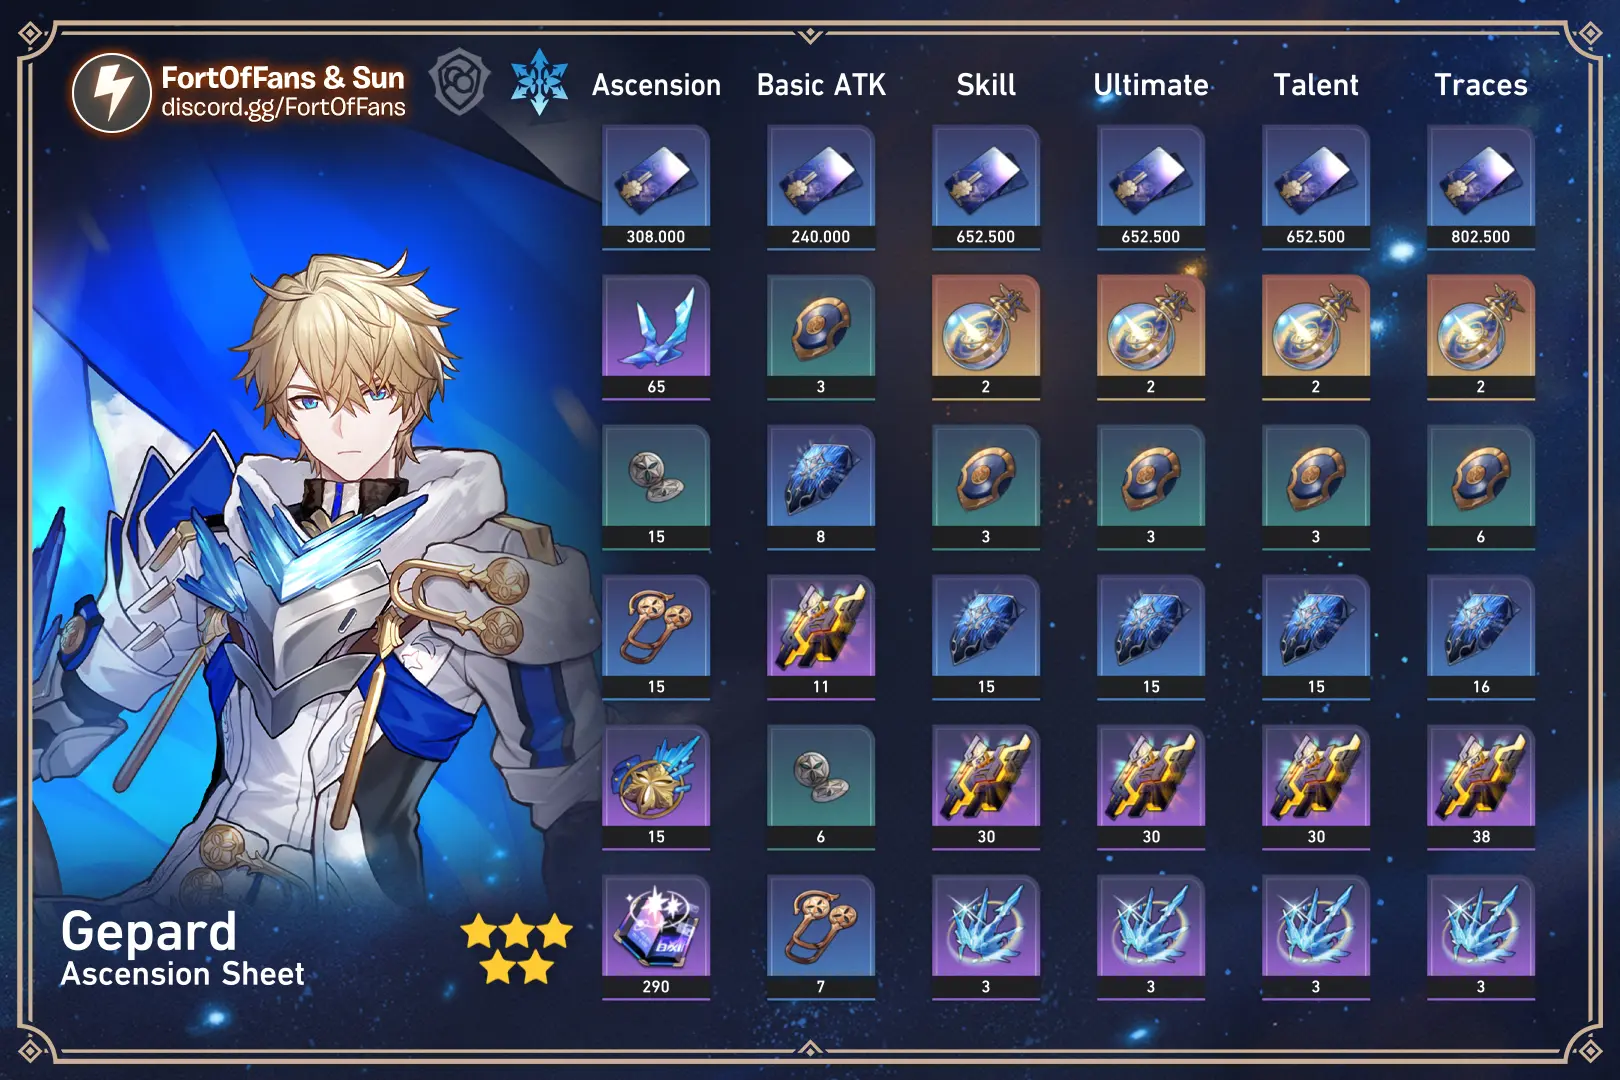 FortOfFans & Sun
discord.gg/FortOfFans
Ascension Basic ATK Skill Ultimate Talent Traces
308.000 240.000 652.500 652.500 652.500 802.500
65 3 2 2 2 2
15 8 3 3 3 6
15 11 15 15 15 16
15 6 30 30 30 38
290 7 3 3 3 3
Gepard
Ascension Sheet